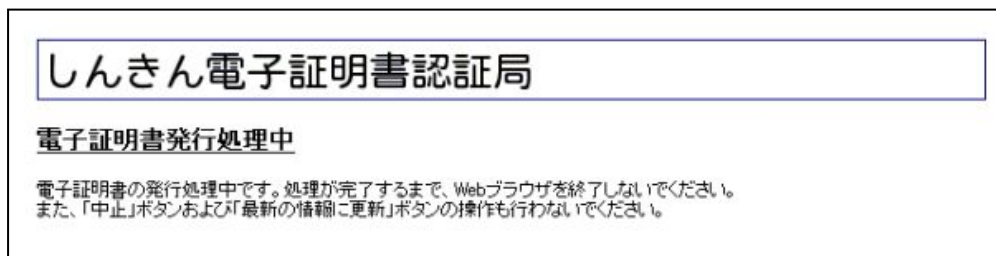 しんきん電子証明書認証局
電子証明書発行処理中
電子証明書の発行処理中です。処理が完了するまで、Webブラウザを終了しないでください。
また、「中止」ボタンおよび「最新の情報に更新」ボタンの操作も行わないでください。